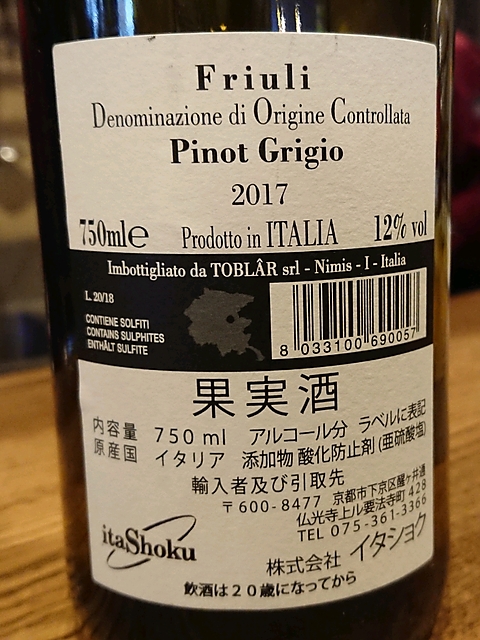 Friuli
Denominazione di Origine Controllata
Pinot Grigio
2017
750ml℮ Prodotto in ITALIA 12% vol
Imbottigliato da TOBLÂR srl - Nimis - I - Italia
L. 20/18
CONTIENE SOLFITI
CONTAINS SULPHITES
ENTHÄLT SULFITE
8 033100 690057
果実酒
内容量 750 ml アルコール分 ラベルに表記
原産国 イタリア 添加物 酸化防止剤 (亜硫酸塩)
輸入者及び引取先
〒600-8477 京都市下京区醒ヶ井通
仏光寺上ル要法寺町 428
TEL 075-361-3366
itaShoku
株式会社 イタショク
飲酒は20歳になってから